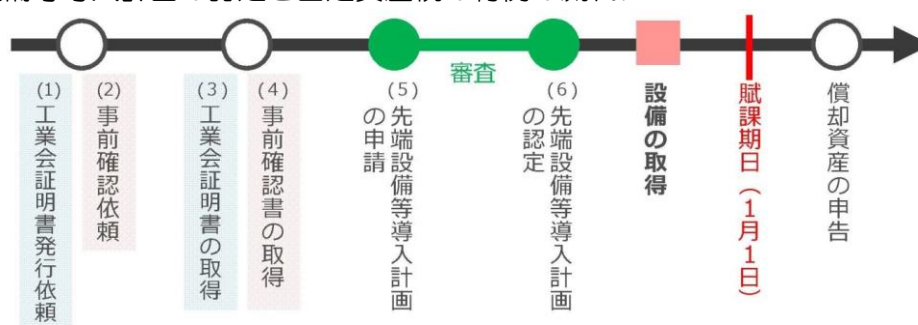 審査
(1)
工業会証明書発行依頼
(2)
事前確認依頼
(3)
工業会証明書の取得
(4)
事前確認書の取得
(5)
先端設備等導入計画
の申請
(6)
先端設備等導入計画
の認定
設備の取得
賦課期日(1月1日)
償却資産の申告